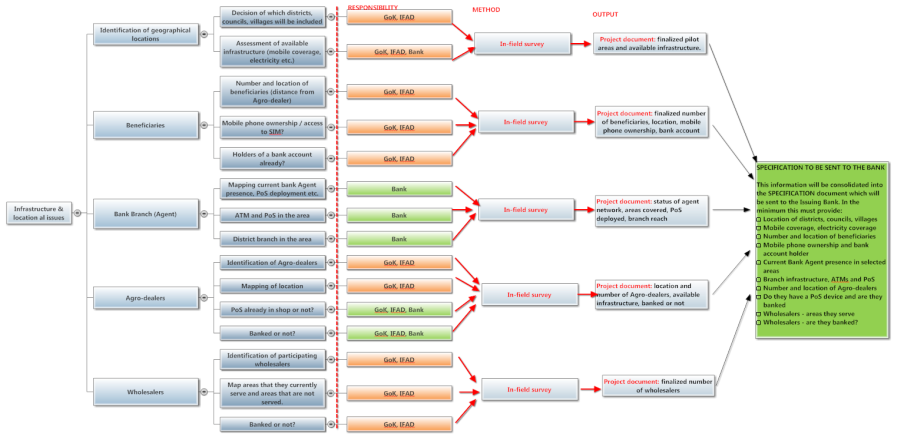 RESPONSIBILITY
METHOD
OUTPUT
Infrastructure &
location al issues
Identification of geographical
locations
Decision of which districts,
councils, villages will be included
GoK, IFAD
Assessment of available
infrastructure (mobile coverage,
electricity etc.)
GoK, IFAD, Bank
In-field survey
Project document: finalized pilot
areas and available infrastructure.
Beneficiaries
Number and location of
beneficiaries (distance from
Agro-dealer)
GoK, IFAD
Mobile phone ownership / access
to SIM?
GoK, IFAD
Holders of a bank account
already?
GoK, IFAD
In-field survey
Project document: finalized number
of beneficiaries, location, mobile
phone ownership, bank account
Bank Branch (Agent)
Mapping current bank Agent
presence, PoS deployment etc.
Bank
ATM and PoS in the area
Bank
District branch in the area
Bank
In-field survey
Project document: status of agent
network, areas covered, PoS
deployed, branch reach
Agro-dealers
Identification of Agro-dealers
GoK, IFAD
Mapping of location
GoK, IFAD
PoS already in shop or not?
GoK, IFAD, Bank
Banked or not?
GoK, IFAD, Bank
In-field survey
Project document: location and
number of Agro-dealers, available
infrastructure, banked or not
Wholesalers
Identification of participating
wholesalers
GoK, IFAD
Map areas that they currently
serve and areas that are not
served.
GoK, IFAD
Banked or not?
GoK, IFAD
In-field survey
Project document: finalized number
of wholesalers
SPECIFICATION TO BE SENT TO THE BANK
This information will be consolidated into
the SPECIFICATION document which will
be sent to the Issuing Bank. In the
minimum this must provide:
Location of districts, councils, villages
Mobile coverage, electricity coverage
Number and location of beneficiaries
Mobile phone ownership and bank
account holder
Current Bank Agent presence in selected
areas
Branch infrastructure, ATMs and PoS
Number and location of Agro-dealers
Do they have a PoS device and are they
banked
Wholesalers - areas they serve
Wholesalers - are they banked?